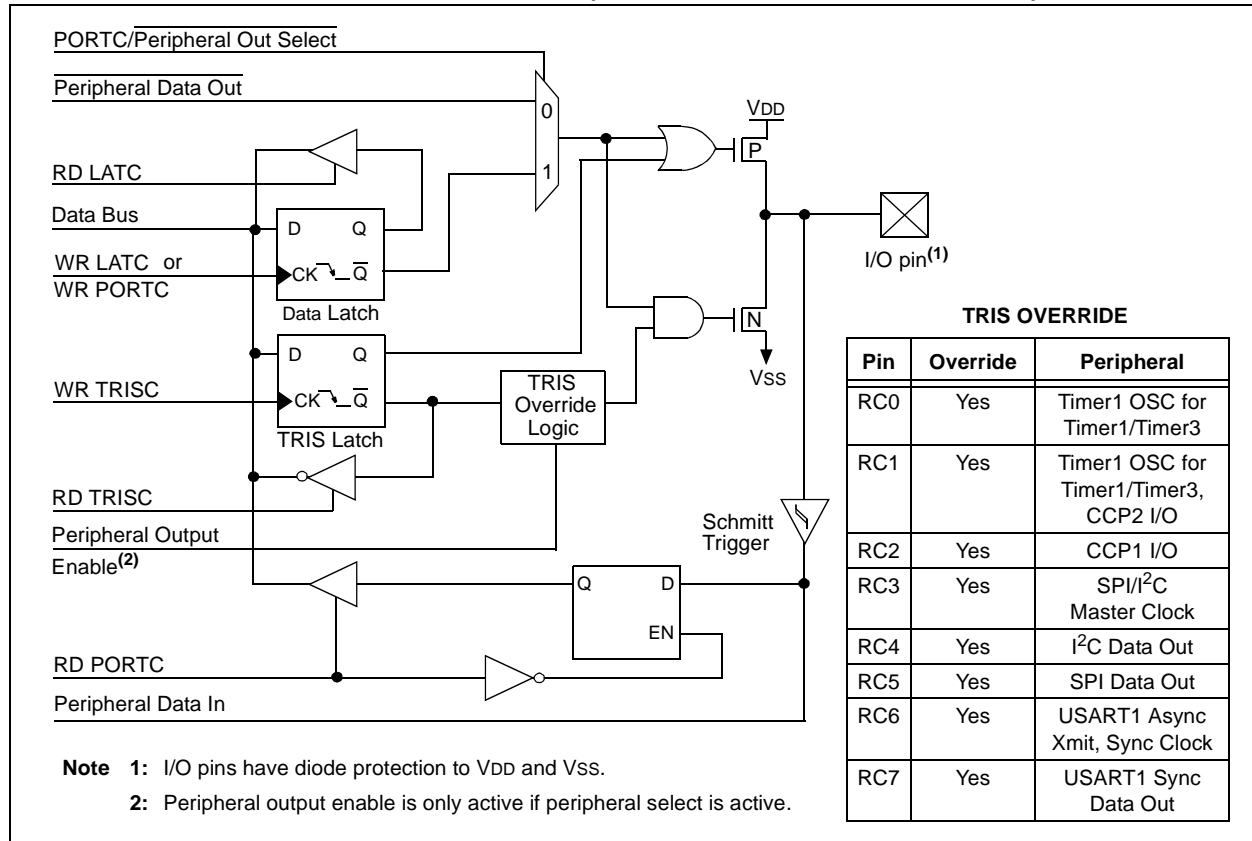 PORTC/Peripheral Out Select
Peripheral Data Out
RD LATC
Data Bus
WR LATC or
WR PORTC
D Q
CK Q
Data Latch
D Q
CK Q
TRIS Latch
WR TRISC
RD TRISC
Peripheral Output
Enable(2)
RD PORTC
Peripheral Data In
0
1
TRIS
Override
Logic
VDD
P
N
VSS
I/O pin(1)
Schmitt
Trigger
Q D
EN
TRIS OVERRIDE
Pin Override Peripheral
RC0 Yes Timer1 OSC for
Timer1/Timer3
RC1 Yes Timer1 OSC for
Timer1/Timer3,
CCP2 I/O
RC2 Yes CCP1 I/O
RC3 Yes SPI/I2C
Master Clock
RC4 Yes I2C Data Out
RC5 Yes SPI Data Out
RC6 Yes USART1 Async
Xmit, Sync Clock
RC7 Yes USART1 Sync
Data Out
Note 1: I/O pins have diode protection to VDD and VSS.
2: Peripheral output enable is only active if peripheral select is active.